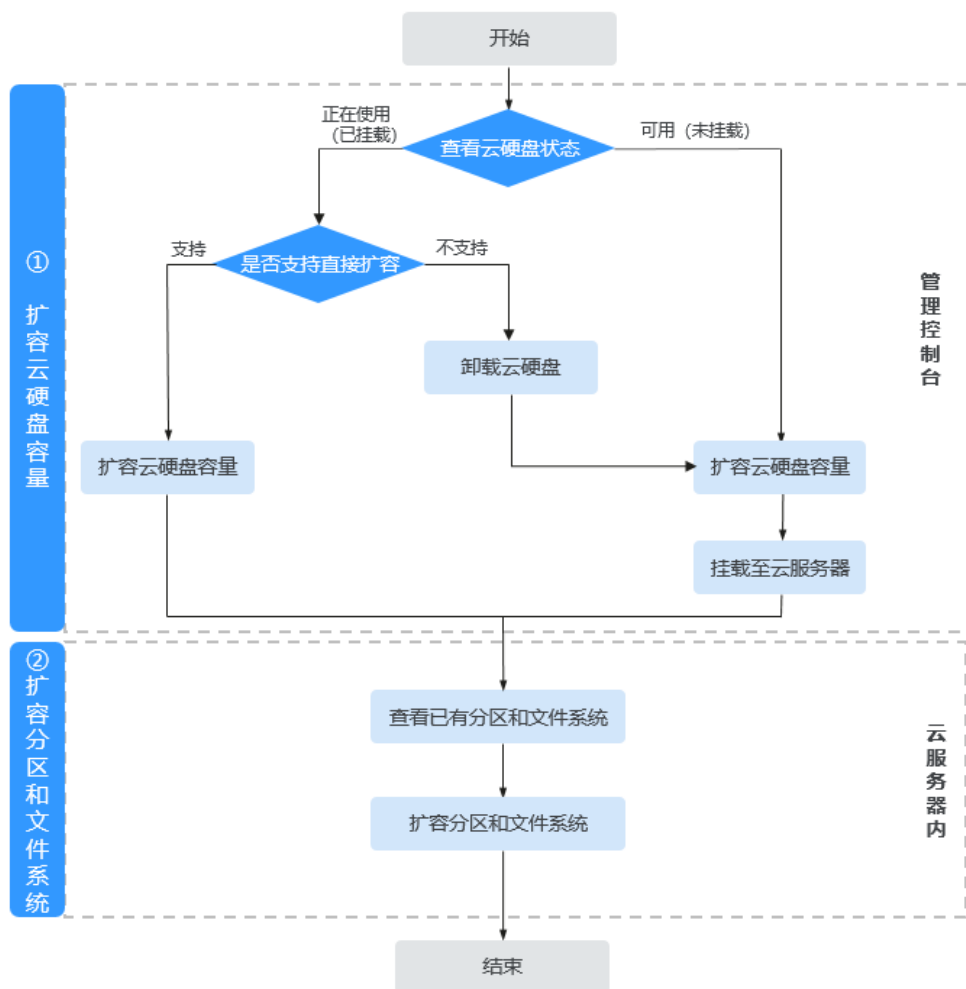 开始
①
扩容云硬盘容量
正在使用
（已挂载）
查看云硬盘状态
可用（未挂载）
支持
是否支持直接扩容
不支持
管理控制台
卸载云硬盘
扩容云硬盘容量
扩容云硬盘容量
挂载至云服务器
②
扩容分区和文件系统
查看已有分区和文件系统
云服务器内
扩容分区和文件系统
结束